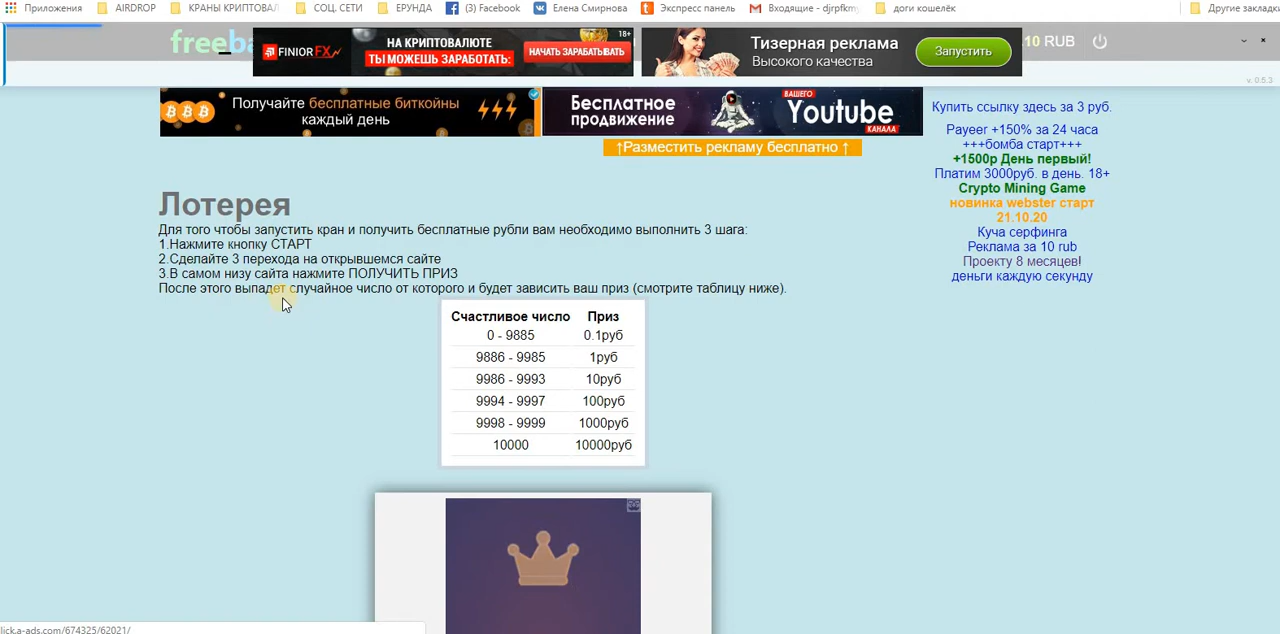 Приложения AIRDROP КРАНЫ КРИПТОВАЛ СОЦ. СЕТИ ЕРУНДА (3) Facebook Елена Смирнова Экспресс панель Входящие - djrpfkm доги кошелёк Другие закладки
freeba
FINIORFX
НА КРИПТОВАЛЮТЕ
ТЫ МОЖЕШЬ ЗАРАБОТАТЬ:
НАЧАТЬ ЗАРАБАТЫВАТЬ
18+
Тизерная реклама
Высокого качества
Запустить
.10 RUB
v. 0.5.3
Получайте бесплатные биткойны
каждый день
Бесплатное
продвижение
ВАШЕГО
Youtube
КАНАЛА
↑Разместить рекламу бесплатно ↑
Купить ссылку здесь за 3 руб.
Payeer +150% за 24 часа
+++бомба старт+++
+1500р День первый!
Платим 3000руб. в день. 18+
Crypto Mining Game
новинка webster старт
21.10.20
Куча серфинга
Реклама за 10 rub
Проекту 8 месяцев!
деньги каждую секунду
Лотерея
Для того чтобы запустить кран и получить бесплатные рубли вам необходимо выполнить 3 шага:
1.Нажмите кнопку СТАРТ
2.Сделайте 3 перехода на открывшемся сайте
3.В самом низу сайта нажмите ПОЛУЧИТЬ ПРИЗ
После этого выпадет случайное число от которого и будет зависить ваш приз (смотрите таблицу ниже).
Счастливое число Приз
0 - 9885 0.1руб
9886 - 9985 1руб
9986 - 9993 10руб
9994 - 9997 100руб
9998 - 9999 1000руб
10000 10000руб
lick.a-ads.com/674325/62021/